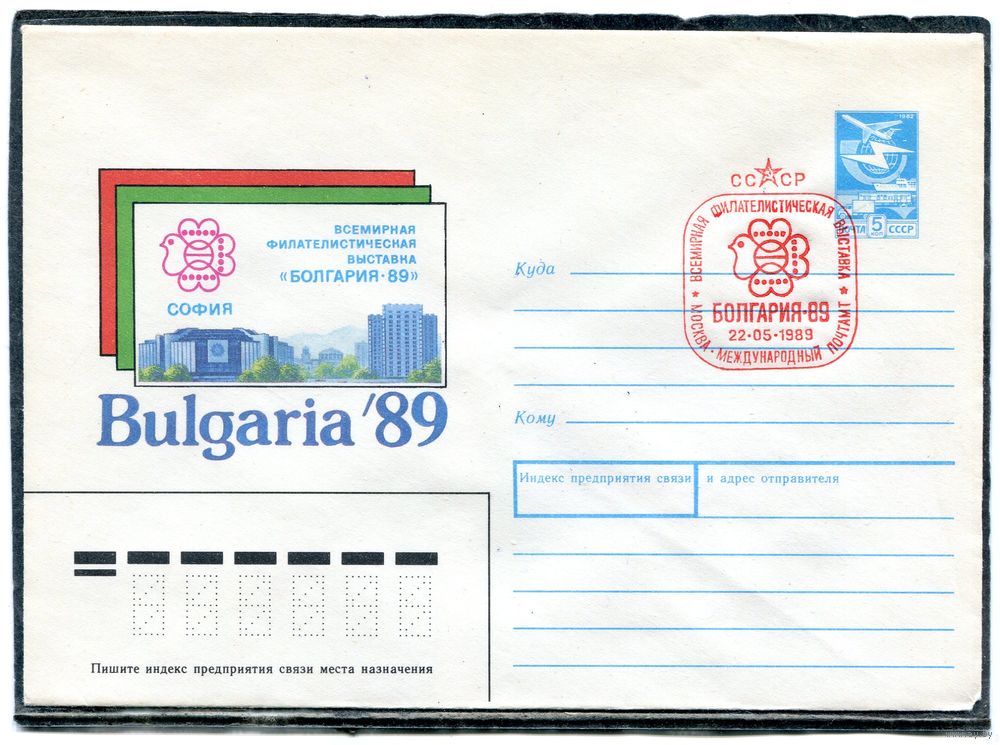 ВСЕМИРНАЯ
ФИЛАТЕЛИСТИЧЕСКАЯ
ВЫСТАВКА
«БОЛГАРИЯ·89»
СОФИЯ
Bulgaria '89
1982
ПОЧТА 5 КОП СССР
СССР
ВСЕМИРНАЯ ФИЛАТЕЛИСТИЧЕСКАЯ ВЫСТАВКА
БОЛГАРИЯ·89
22·05·1989
МОСКВА · МЕЖДУНАРОДНЫЙ ПОЧТАМТ
Куда
Кому
Индекс предприятия связи и адрес отправителя
Пишите индекс предприятия связи места назначения